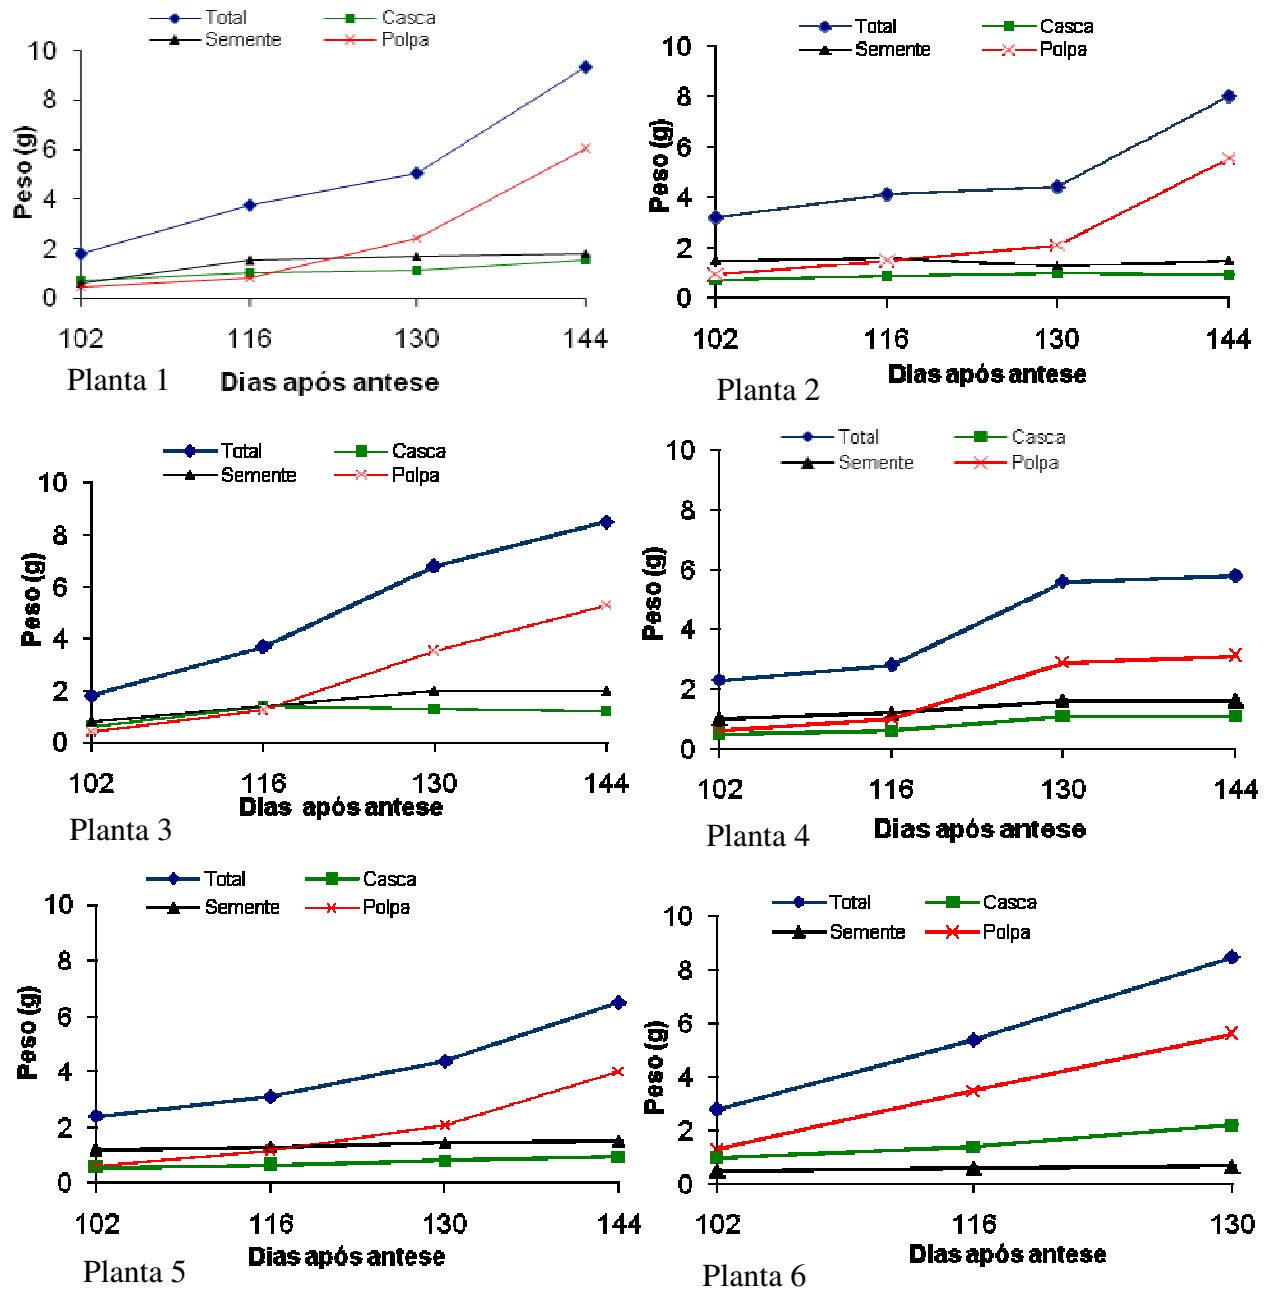 Total Casca
Semente Polpa
10
8
6
4
2
0
Peso (g)
102 116 130 144
Planta 1 Dias após antese
Total Casca
Semente Polpa
10
8
6
4
2
0
Peso (g)
102 116 130 144
Planta 2 Dias após antese
Total Casca
Semente Polpa
10
8
6
4
2
0
Peso (g)
102 116 130 144
Dias após antese
Planta 3
Total Casca
Semente Polpa
10
8
6
4
2
0
Peso (g)
102 116 130 144
Planta 4 Dias após antese
Total Casca
Semente Polpa
10
8
6
4
2
0
Peso (g)
102 116 130 144
Dias após antese
Planta 5
Total Casca
Semente Polpa
10
8
6
4
2
0
Peso (g)
102 116 130
Dias após antese
Planta 6